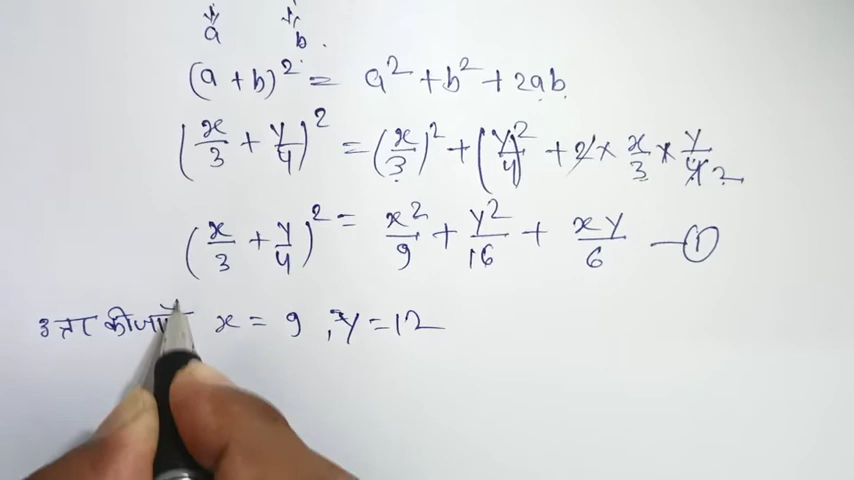 a b.
(a + b)² = a² + b² + 2ab
(x/3 + y/4)² = (x/3)² + (y/4)² + 2 × x/3 × y/4 2
(x/3 + y/4)² = x²/9 + y²/16 + xy/6 — ①
x = 9, y = 12